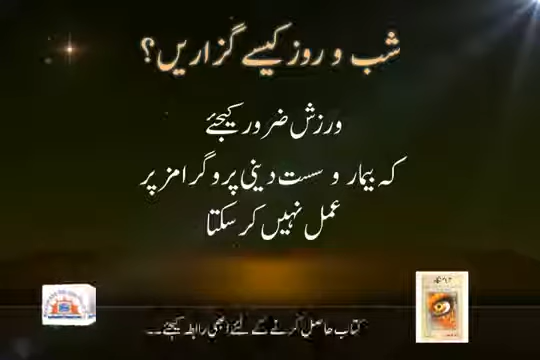 شب و روز کیسے گزاریں؟
ورزش ضرور کیجئے
کہ بیمار و سست دینی پروگرامز پر
عمل نہیں کر سکتا
کتاب حاصل کرنے کے لئے ابھی رابطہ کیجئے۔۔